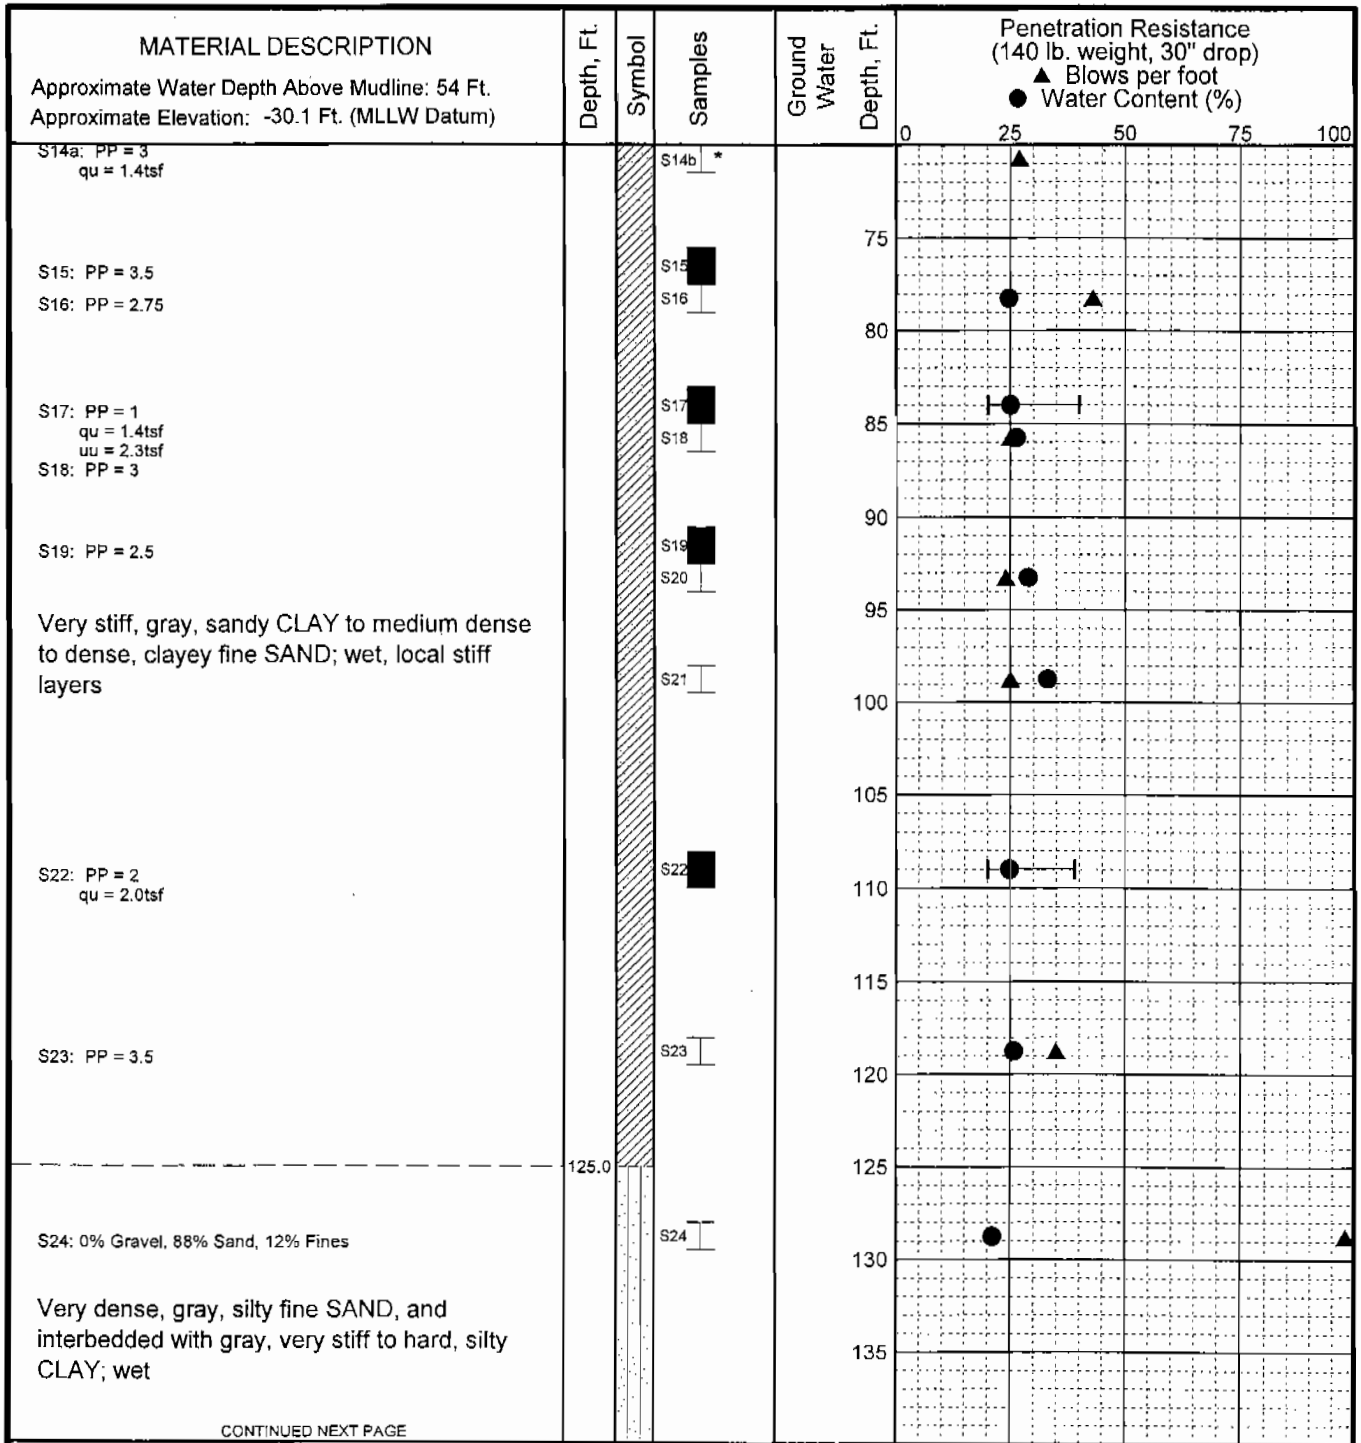 MATERIAL DESCRIPTION
Approximate Water Depth Above Mudline: 54 Ft.
Approximate Elevation: -30.1 Ft. (MLLW Datum)
Depth, Ft.
Symbol
Samples
Ground
Water
Depth, Ft.
Penetration Resistance
(140 lb. weight, 30" drop)
▲ Blows per foot
● Water Content (%)
0 25 50 75 100
S14a: PP = 3
qu = 1.4tsf
S14b *
75
S15: PP = 3.5
S15
S16: PP = 2.75
S16
80
S17: PP = 1
S17
qu = 1.4tsf
uu = 2.3tsf
S18
85
S18: PP = 3
90
S19: PP = 2.5
S19
S20
95
Very stiff, gray, sandy CLAY to medium dense
to dense, clayey fine SAND; wet, local stiff
layers
S21
100
105
S22: PP = 2
qu = 2.0tsf
S22
110
115
S23: PP = 3.5
S23
120
125.0
125
S24: 0% Gravel, 88% Sand, 12% Fines
S24
130
Very dense, gray, silty fine SAND, and
interbedded with gray, very stiff to hard, silty
CLAY; wet
135
CONTINUED NEXT PAGE